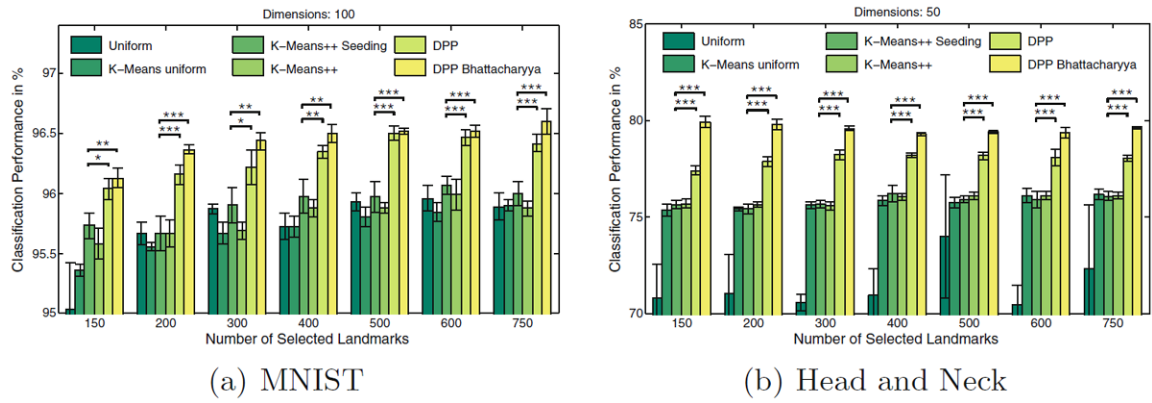 Dimensions: 100
Uniform
K-Means uniform
K-Means++ Seeding
K-Means++
DPP
DPP Bhattacharyya
Classification Performance in %
97
96.5
96
95.5
95
* **
*** ***
* **
** **
*** ***
*** ***
*** ***
150 200 300 400 500 600 750
Number of Selected Landmarks
(a) MNIST
Dimensions: 50
Uniform
K-Means uniform
K-Means++ Seeding
K-Means++
DPP
DPP Bhattacharyya
Classification Performance in %
85
80
75
70
*** ***
*** ***
*** ***
*** ***
*** ***
*** ***
*** ***
150 200 300 400 500 600 750
Number of Selected Landmarks
(b) Head and Neck